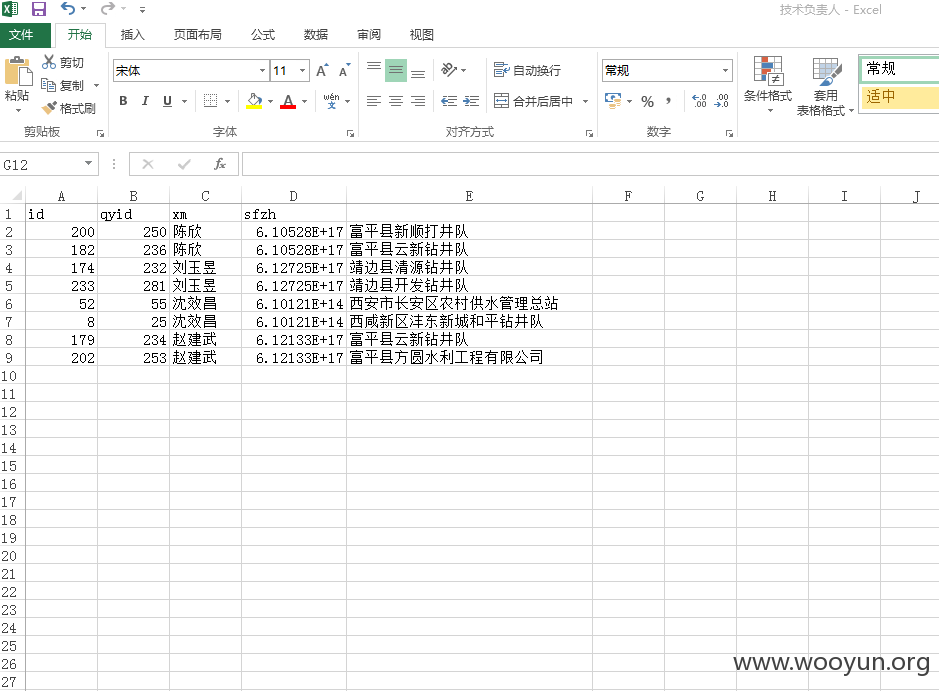 技术负责人 - Excel
文件 开始 插入 页面布局 公式 数据 审阅 视图
粘贴 剪切 复制 格式刷
宋体 11 A A
B I U A wén 文
自动换行
合并后居中
常规
% , .00 .00
条件格式 套用 表格格式
常规
适中
剪贴板 字体 对齐方式 数字
G12 fx
A B C D E F G H I J
1 id qyid xm sfzh
2 200 250 陈欣 6.10528E+17 富平县新顺打井队
3 182 236 陈欣 6.10528E+17 富平县云新钻井队
4 174 232 刘玉昱 6.12725E+17 靖边县清源钻井队
5 233 281 刘玉昱 6.12725E+17 靖边县开发钻井队
6 52 55 沈效昌 6.10121E+14 西安市长安区农村供水管理总站
7 8 25 沈效昌 6.10121E+14 西咸新区沣东新城和平钻井队
8 179 234 赵建武 6.12133E+17 富平县云新钻井队
9 202 253 赵建武 6.12133E+17 富平县方圆水利工程有限公司
10
11
12
13
14
15
16
17
18
19
20
21
22
23
24
25
26
27
www.wooyun.org